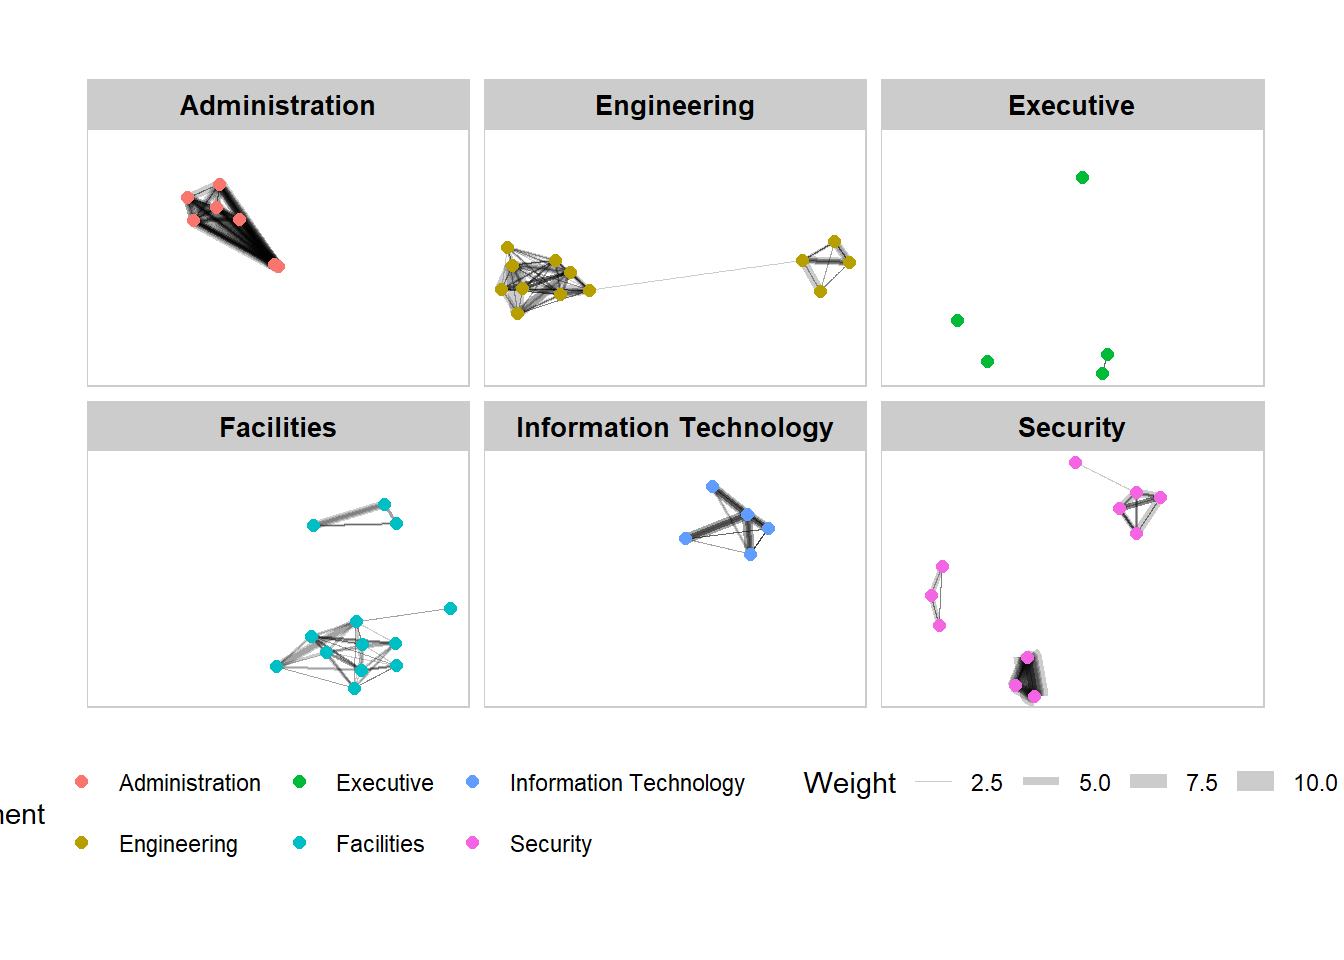 Administration
Engineering
Executive
Facilities
Information Technology
Security
Administration
Executive
Information Technology
Weight
2.5
5.0
7.5
10.0
Engineering
Facilities
Security